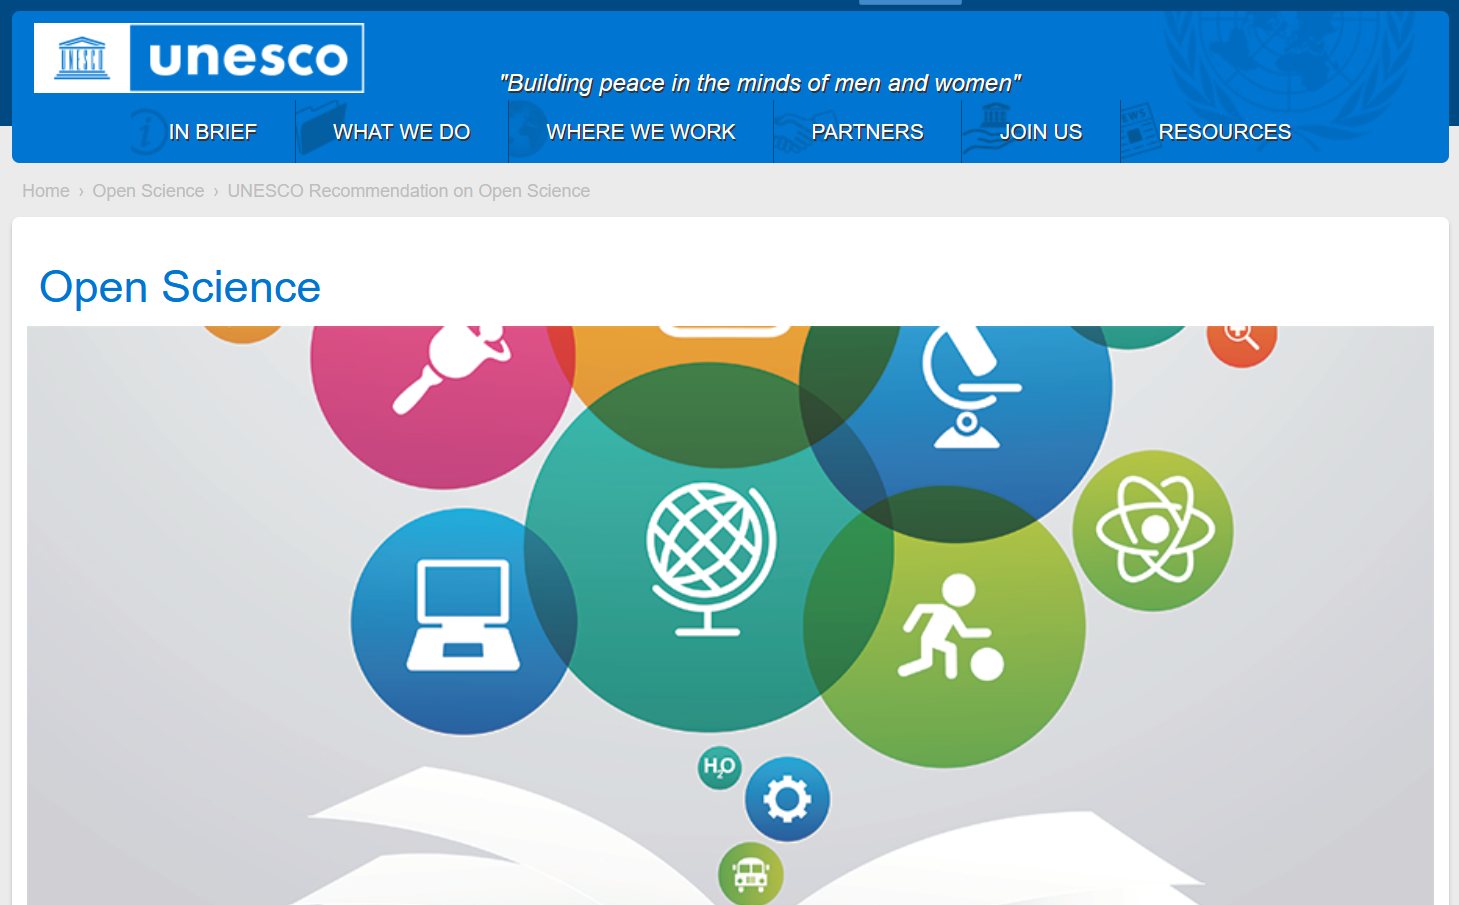 unesco
"Building peace in the minds of men and women"
IN BRIEF WHAT WE DO WHERE WE WORK PARTNERS JOIN US RESOURCES
Home › Open Science › UNESCO Recommendation on Open Science
Open Science
H2O